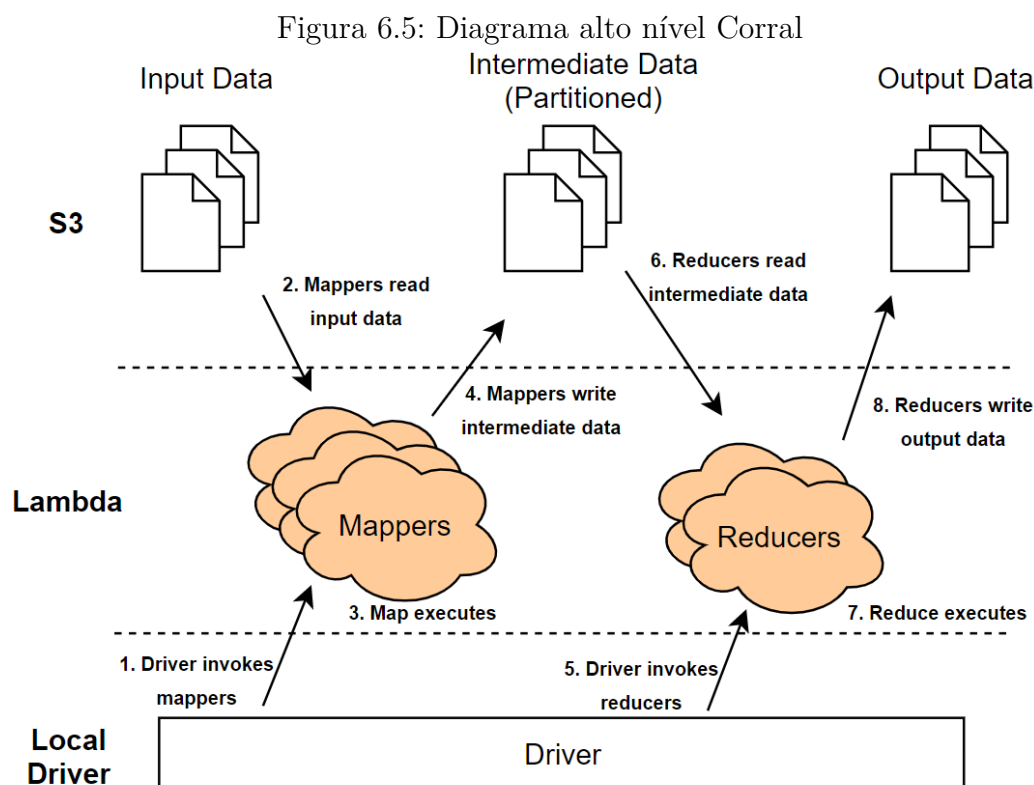 Figura 6.5: Diagrama alto nível Corral
Input Data
Intermediate Data
(Partitioned)
Output Data
S3
2. Mappers read
input data
6. Reducers read
intermediate data
4. Mappers write
intermediate data
8. Reducers write
output data
Lambda
Mappers
Reducers
3. Map executes
7. Reduce executes
1. Driver invokes
mappers
5. Driver invokes
reducers
Local
Driver
Driver